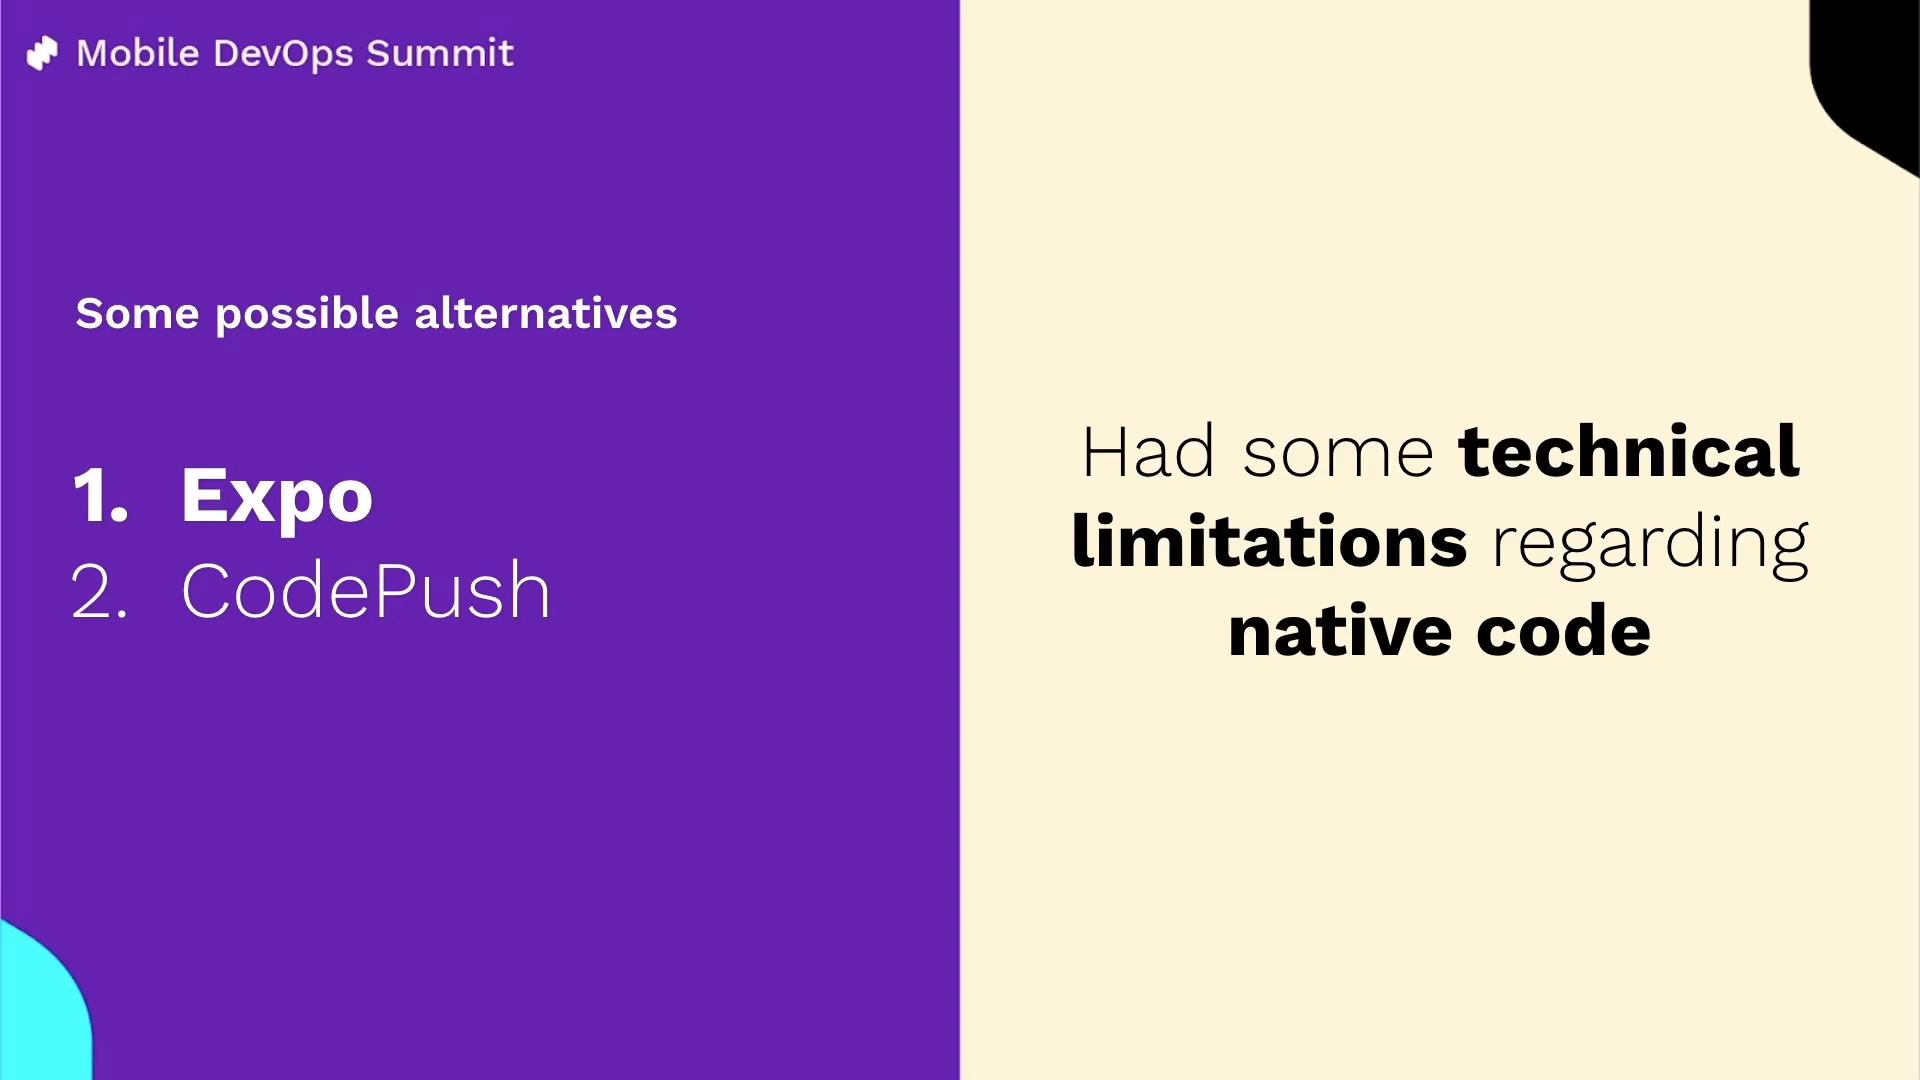 Mobile DevOps Summit
Some possible alternatives
1. Expo
2. CodePush
Had some technical
limitations regarding
native code